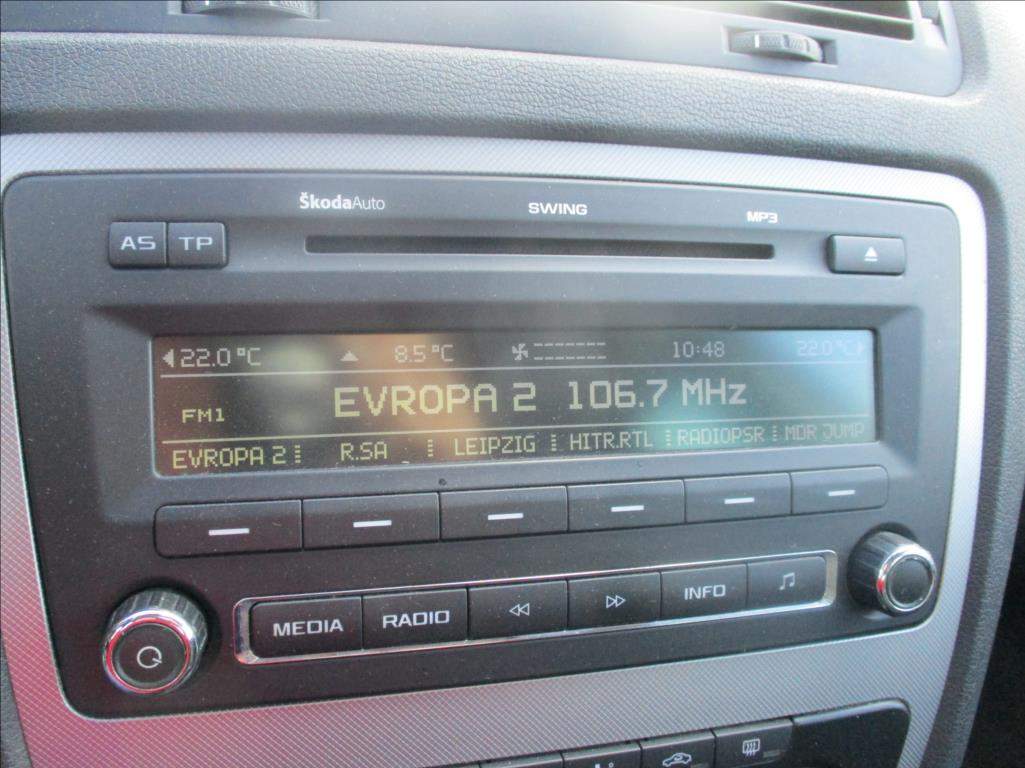 ŠkodaAuto SWING MP3
AS TP
22.0 °C 8.5 °C 10:48 22.0 °C
FM1 EVROPA 2 106.7 MHz
EVROPA 2 R.SA LEIPZIG HITR.RTL RADIOPSR MDR JUMP
MEDIA RADIO INFO